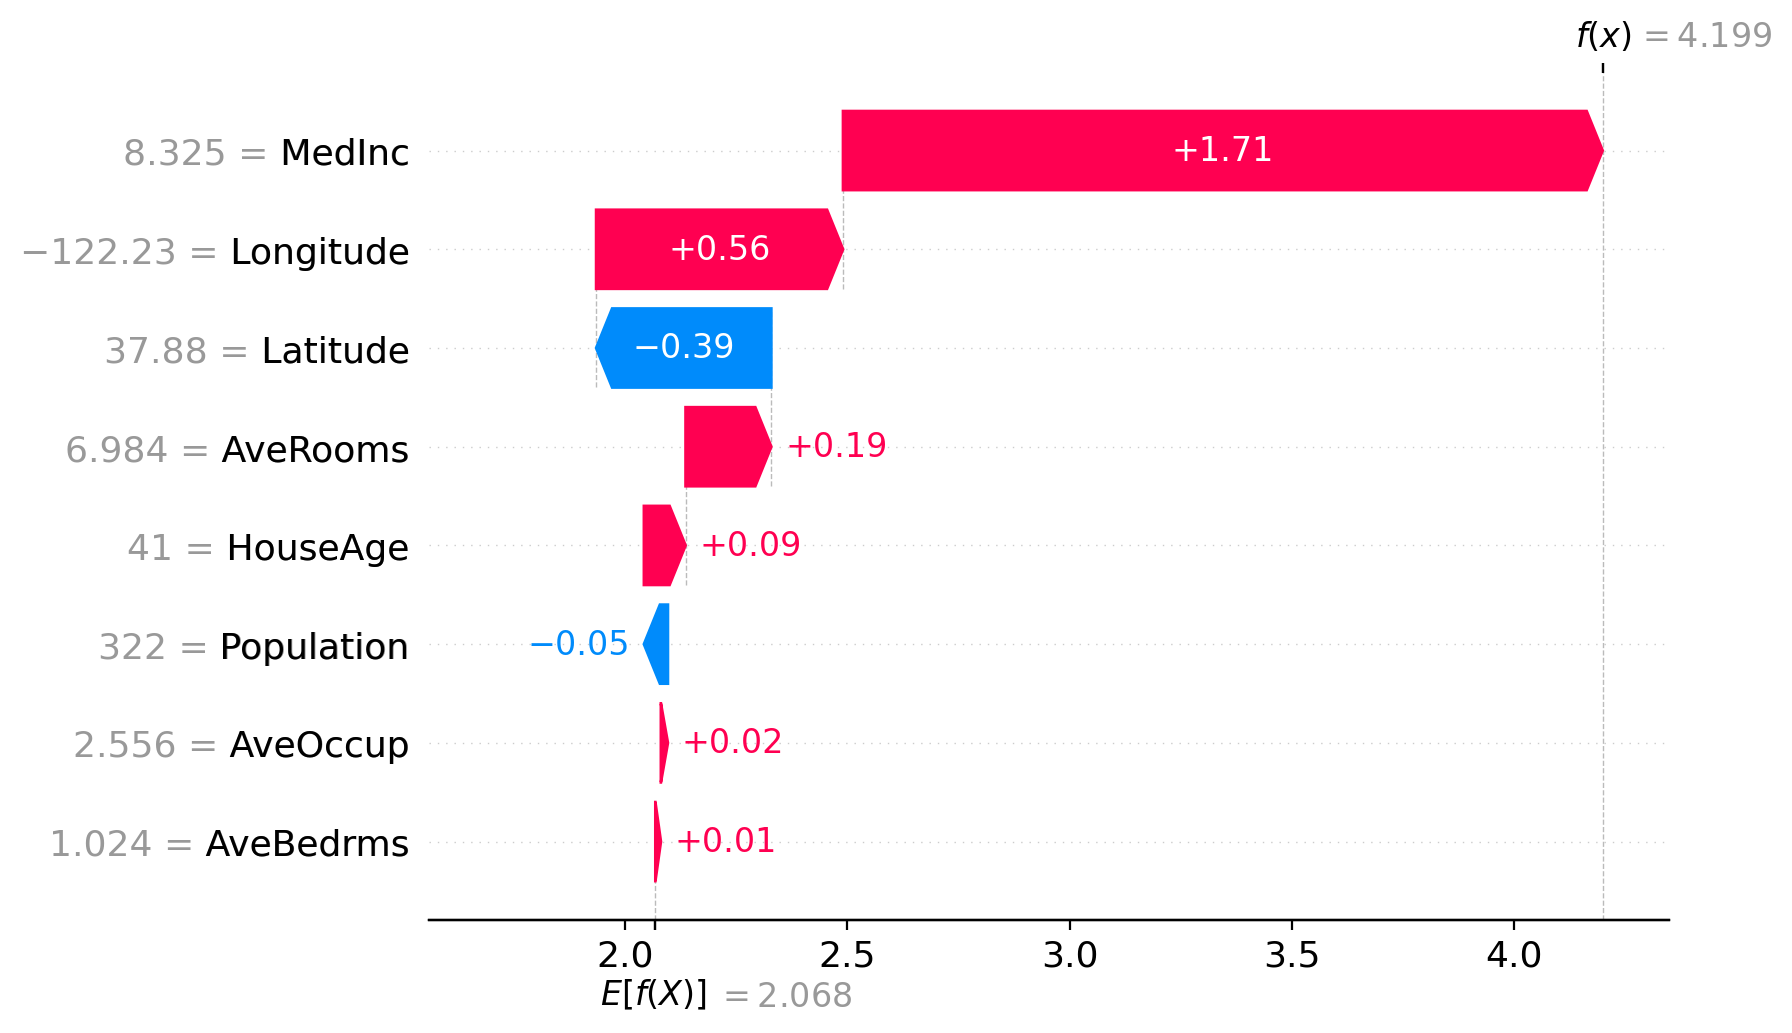 f(x) = 4.199
8.325 = MedInc
+1.71
−122.23 = Longitude
+0.56
37.88 = Latitude
−0.39
6.984 = AveRooms
+0.19
41 = HouseAge
+0.09
322 = Population
−0.05
2.556 = AveOccup
+0.02
1.024 = AveBedrms
+0.01
2.0 2.5 3.0 3.5 4.0
E[f(X)] = 2.068